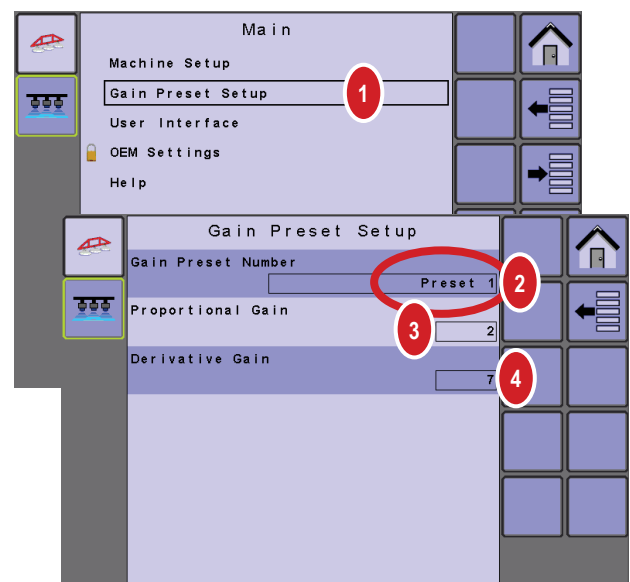 Main
Machine Setup
Gain Preset Setup
1
User Interface
OEM Settings
Help
Gain Preset Setup
Gain Preset Number
Preset 1
2
Proportional Gain
3
2
Derivative Gain
7
4